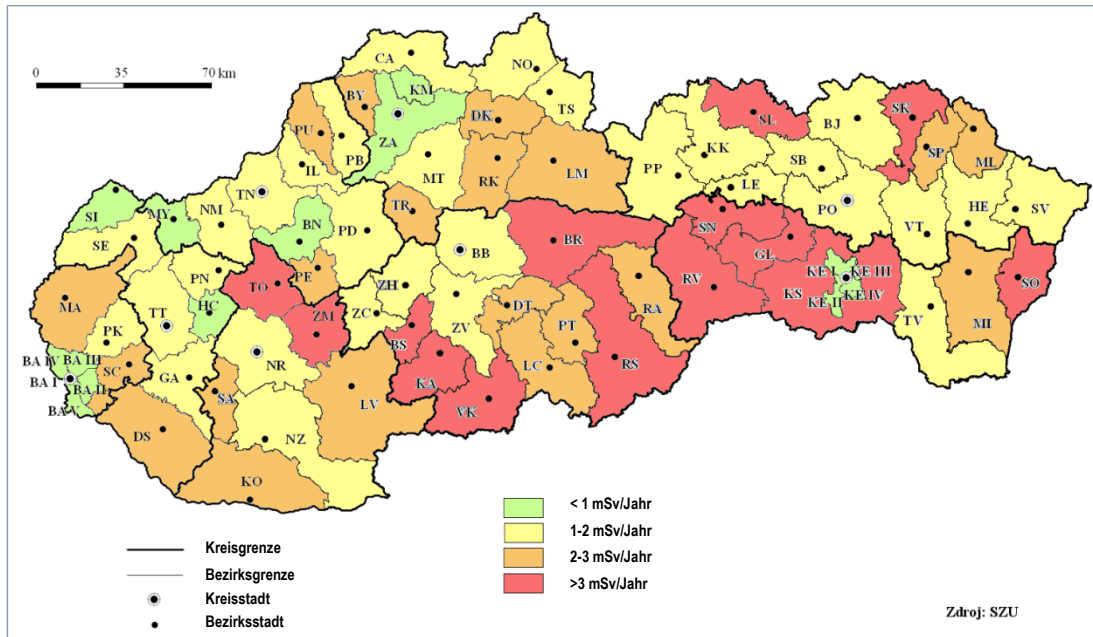 0 35 70 km
CA
NO
KM
TS
BY
DK
ZA
PU
PB
IL
MT
RK
LM
TN
TR
SI
MY
NM
BN
PD
SE
BB
BR
PN
PE
TO
ZH
MA
HC
ZM
ZC
TT
PK
ZV
DT
BS
PT
RA
BA IV
BA III
BA I
BA II
BA V
SC
GA
NR
KA
LC
RS
SA
LV
VK
DS
NZ
KO
SL
SK
BJ
KK
SB
SP
ML
PP
LE
PO
HE
SV
VT
SN
GL
RV
KE I
KE III
KE II
KE IV
KS
TV
MI
SO
< 1 mSv/Jahr
1-2 mSv/Jahr
2-3 mSv/Jahr
>3 mSv/Jahr
Kreisgrenze
Bezirksgrenze
Kreisstadt
Bezirksstadt
Zdroj: SZU